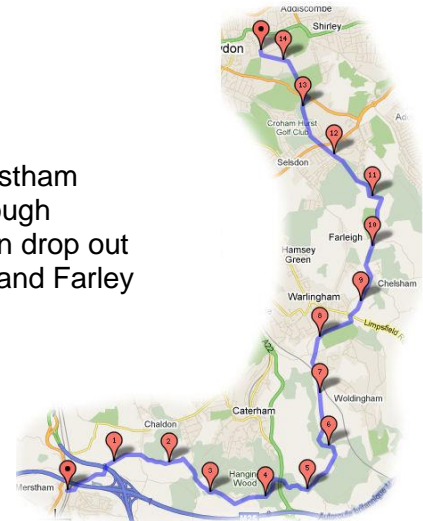 Addiscombe
Shirley
don
14
13
Croham Hurst
Golf Club
12
Selsdon
11
stham
ough
n drop out
and Farley
10
Farleigh
Hamsey
Green
9
Chelsham
Warlingham
8
Limpsfield
A22
7
Woldingham
Caterham
6
Chaldon
1
2
3
Hanging
Wood
4
5
Merstham